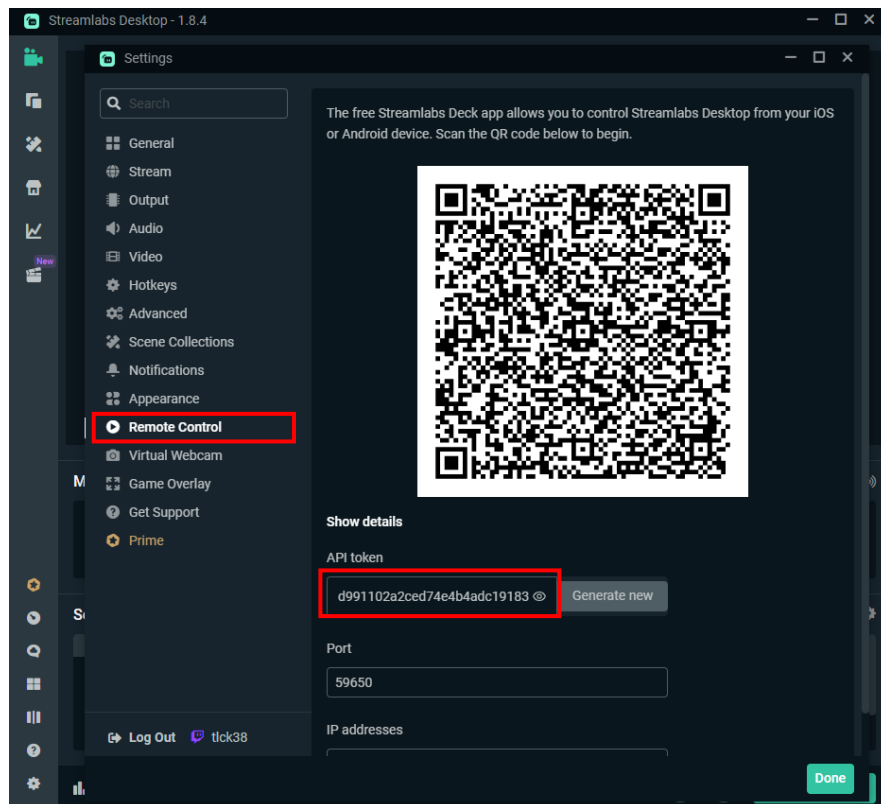 Streamlabs Desktop - 1.8.4
Settings
Search
General
Stream
Output
Audio
Video
Hotkeys
Advanced
Scene Collections
Notifications
Appearance
Remote Control
Virtual Webcam
Game Overlay
Get Support
Prime
Log Out tlck38
New
M
S
The free Streamlabs Deck app allows you to control Streamlabs Desktop from your iOS
or Android device. Scan the QR code below to begin.
Show details
API token
d991102a2ced74e4b4adc19183
Generate new
Port
59650
IP addresses
Done